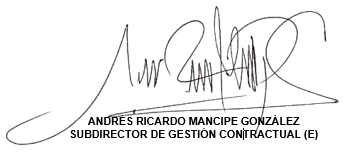 ANDRÉS RICARDO MANCIPE GONZÁLEZ
SUBDIRECTOR DE GESTIÓN CONTRACTUAL (E)